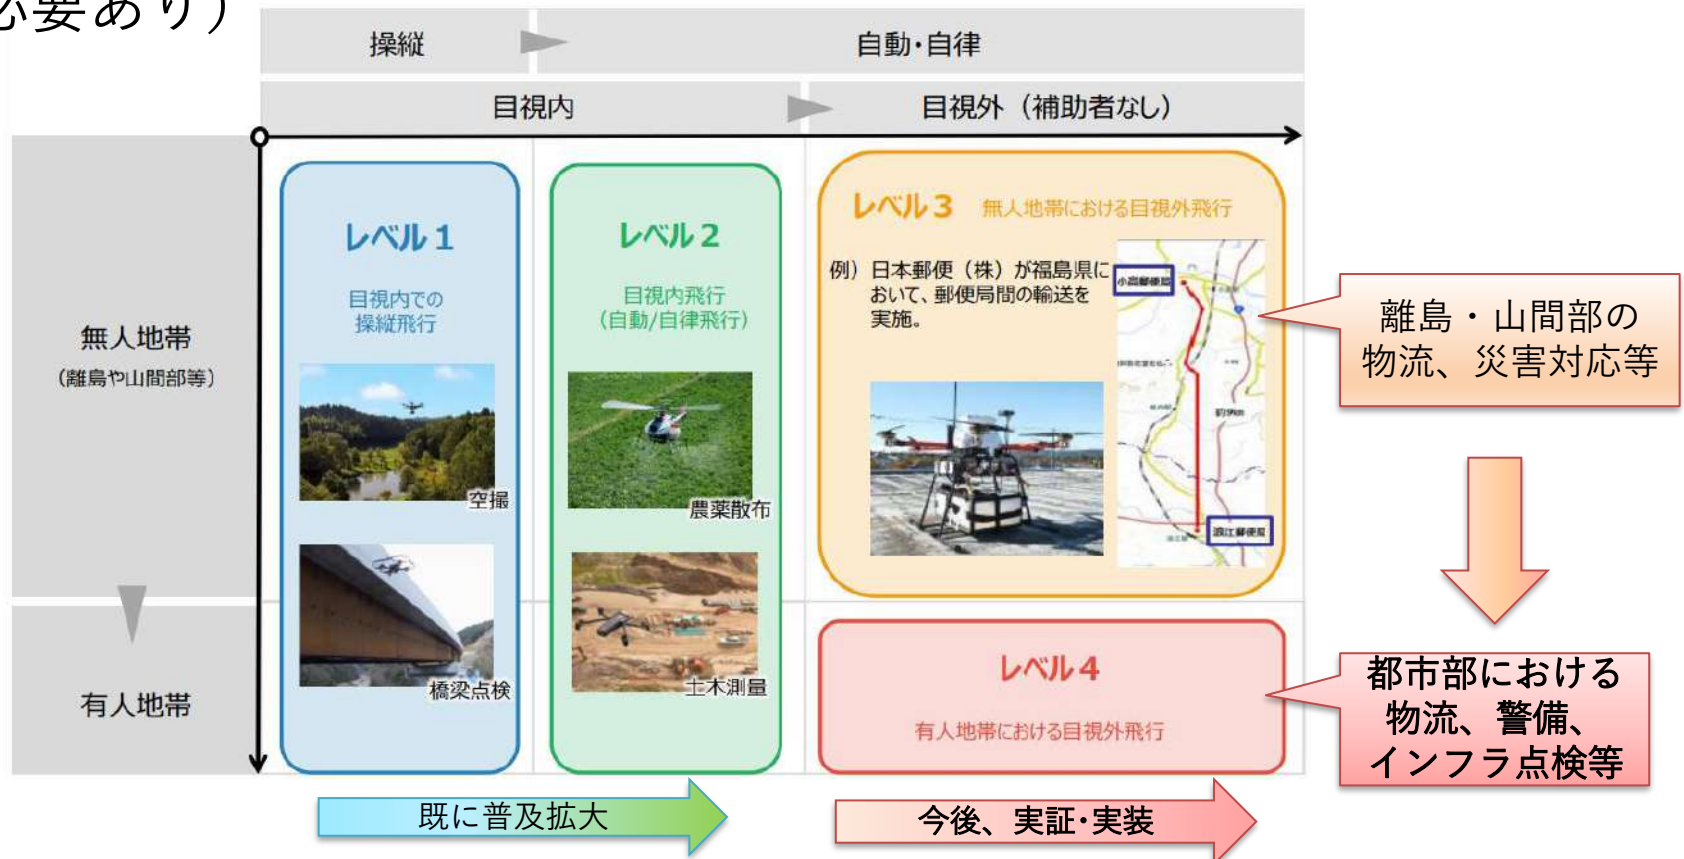 必要あり）
操縦
自動・自律
目視内
目視外（補助者なし）
無人地帯
（離島や山間部等）
有人地帯
レベル１
目視内での
操縦飛行
空撮
橋梁点検
レベル２
目視内飛行
（自動/自律飛行）
農薬散布
土木測量
レベル３　無人地帯における目視外飛行
例）日本郵便（株）が福島県に
おいて、郵便局間の輸送を
実施。
小高郵便局
浪江郵便局
レベル４
有人地帯における目視外飛行
離島・山間部の
物流、災害対応等
都市部における
物流、警備、
インフラ点検等
既に普及拡大
今後、実証・実装